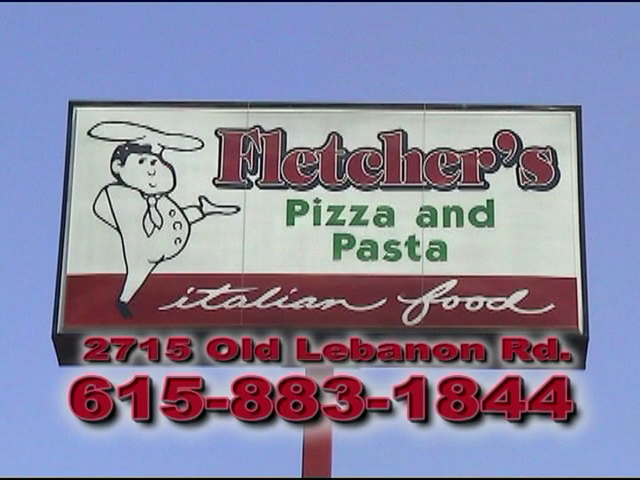 Fletcher's
Pizza and
Pasta
italian food
2715 Old Lebanon Rd.
615-883-1844